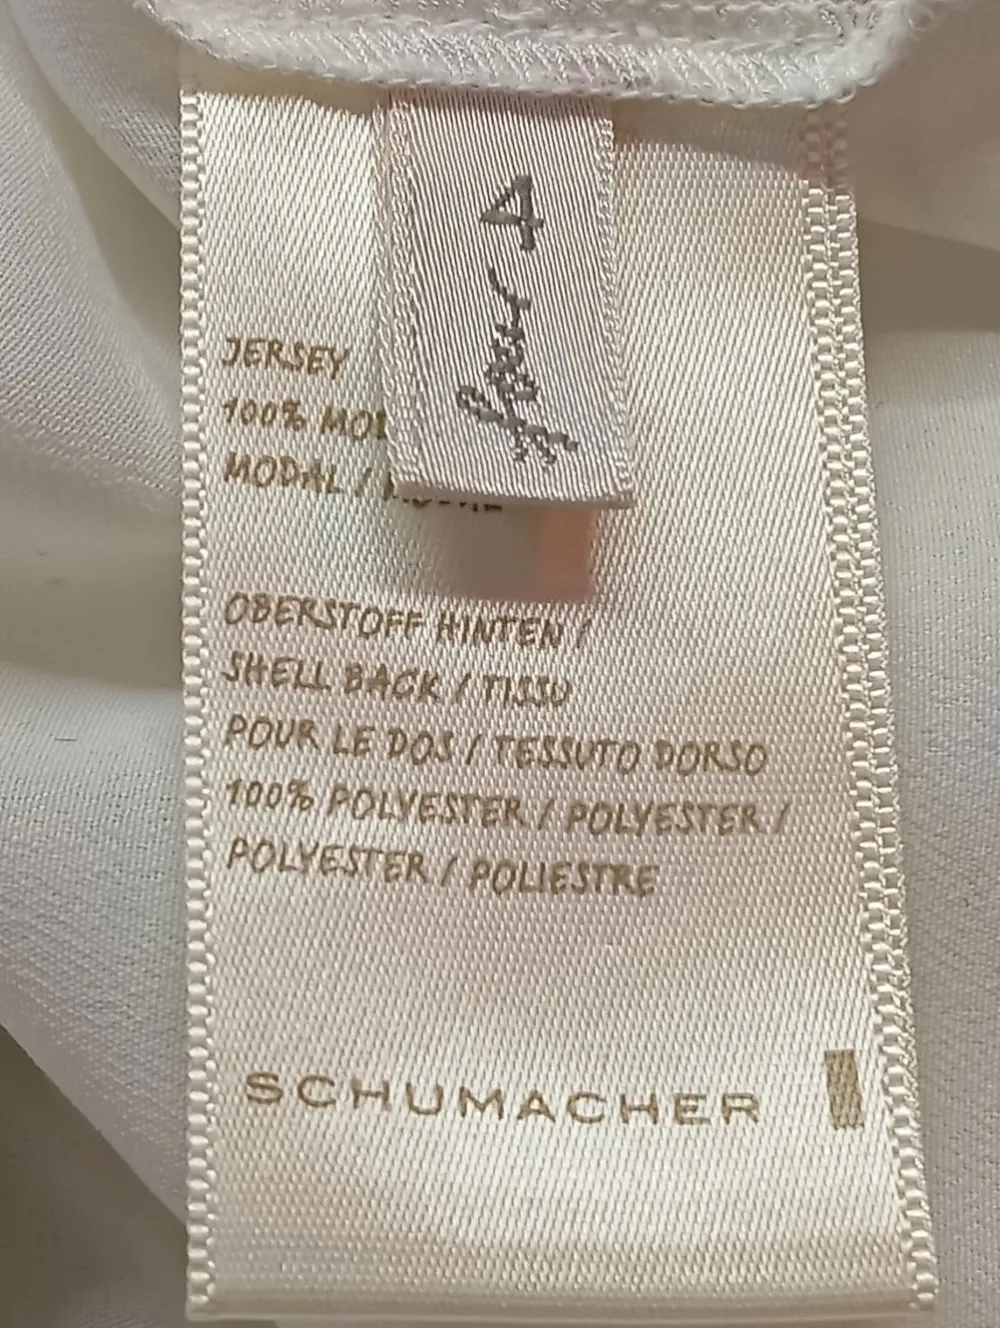 4
JERSEY
100%
MODAL /
OBERSTOFF HINTEN /
SHELL BACK / TISSU
POUR LE DOS / TESSUTO DORSO
100% POLYESTER / POLYESTER /
POLYESTER / POLIESTRE
SCHUMACHER